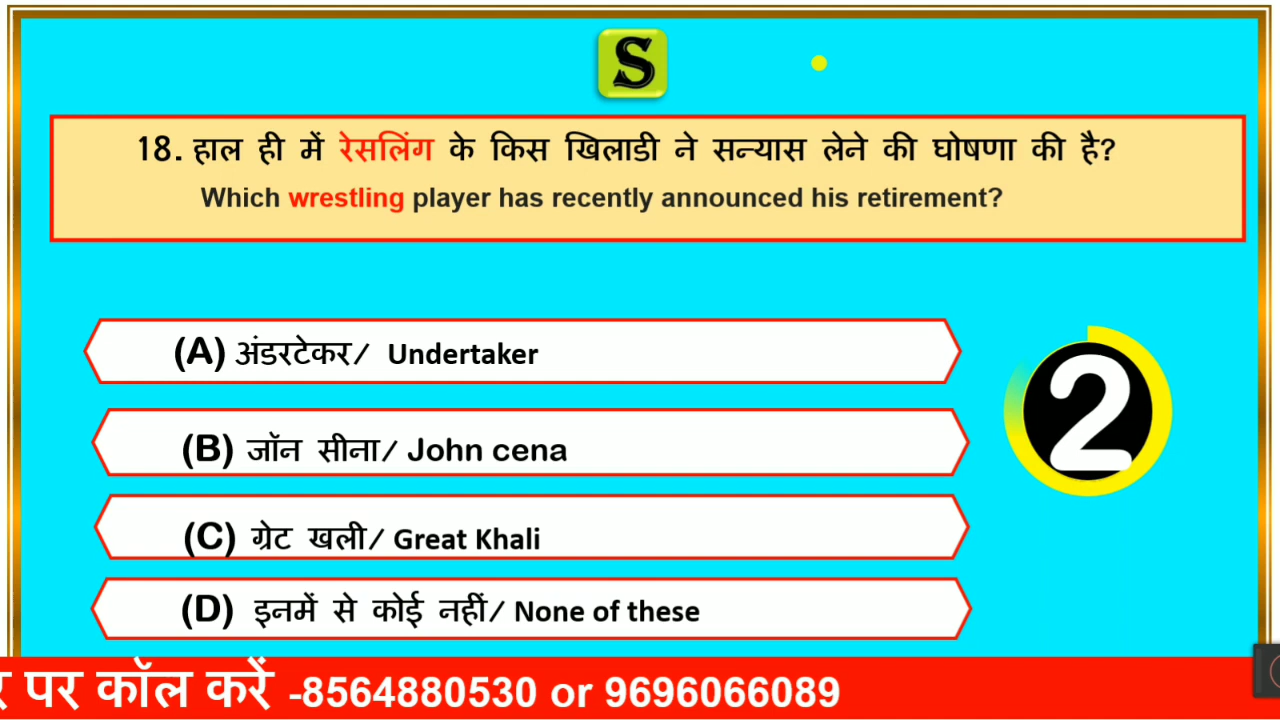 S
18. हाल ही में रेसलिंग के किस खिलाडी ने सन्यास लेने की घोषणा की है?
Which wrestling player has recently announced his retirement?
(A) अंडरटेकर/ Undertaker
(B) जॉन सीना/ John cena
2
(C) ग्रेट खली/ Great Khali
(D) इनमें से कोई नहीं/ None of these
र पर कॉल करें -8564880530 or 9696066089